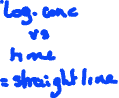 log·conc
vs
time
= straight line